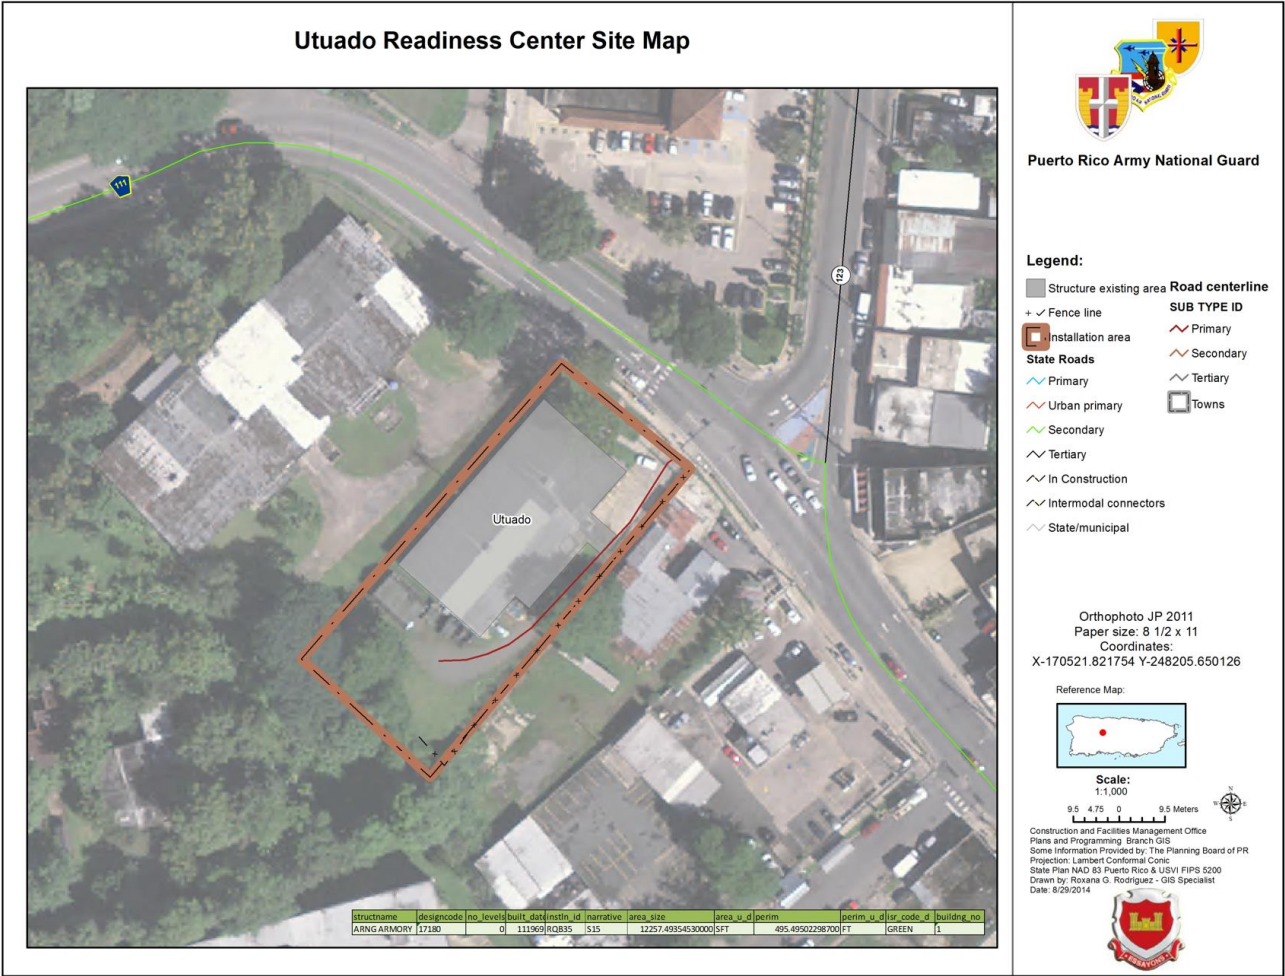 Utuado Readiness Center Site Map
111
123
Utuado
structname designcode no_levels built_date instln_id narrative area_size area_u_d perim perim_u_d isr_code_d buildng_no
ARNG ARMORY 17180 0 111969 RQB35 S15 12257.49354530000 SFT 495.49502298700 FT GREEN 1
Puerto Rico Army National Guard
Legend:
Structure existing area
Fence line
Installation area
State Roads
Primary
Urban primary
Secondary
Tertiary
In Construction
Intermodal connectors
State/municipal
Road centerline
SUB TYPE ID
Primary
Secondary
Tertiary
Towns
Orthophoto JP 2011
Paper size: 8 1/2 x 11
Coordinates:
X-170521.821754 Y-248205.650126
Reference Map:
Scale:
1:1,000
9.5 4.75 0 9.5 Meters
N
W E
S
Construction and Facilities Management Office
Plans and Programming Branch GIS
Some Information Provided by: The Planning Board of PR
Projection: Lambert Conformal Conic
State Plan NAD 83 Puerto Rico & USVI FIPS 5200
Drawn by: Roxana G. Rodriguez - GIS Specialist
Date: 8/29/2014
ESSAYONS